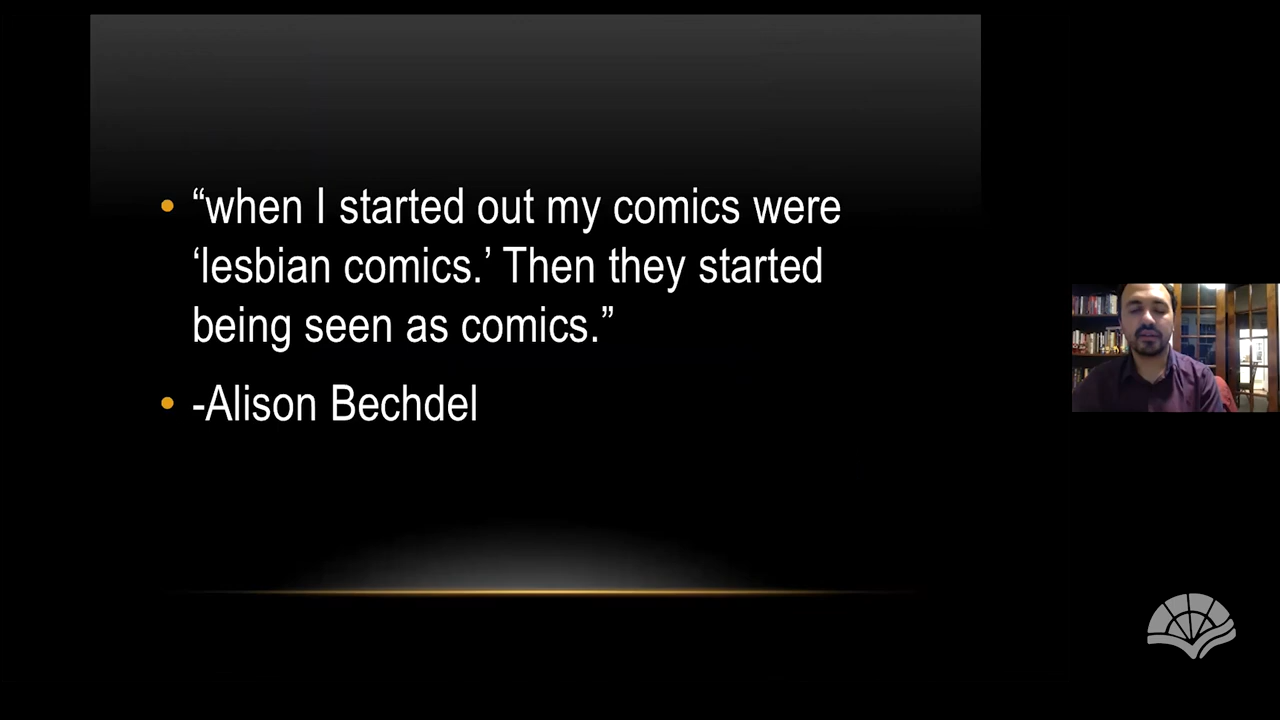 • “when I started out my comics were
‘lesbian comics.’ Then they started
being seen as comics.”
• -Alison Bechdel